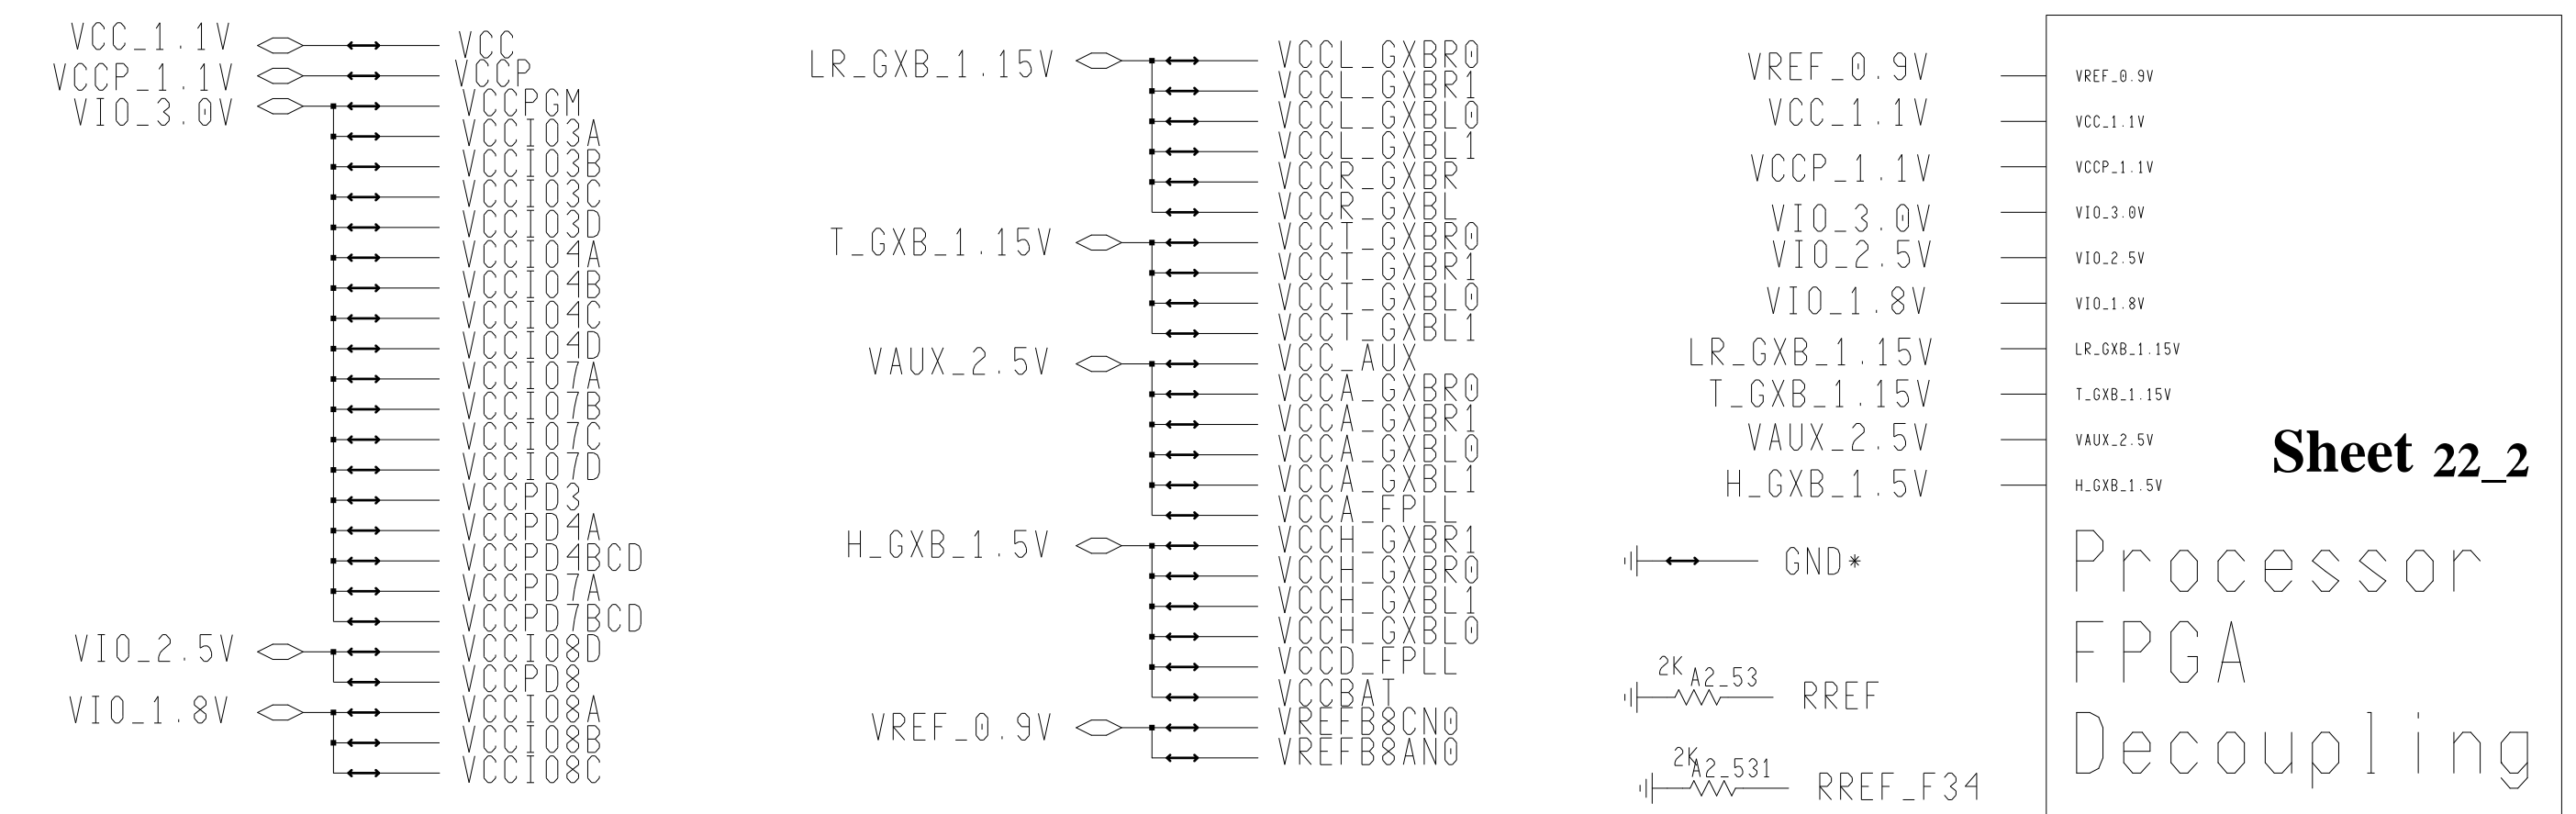 VCC_1.1V
VCCP_1.1V
VIO_3.0V
VIO_2.5V
VIO_1.8V
VCC
VCCP
VCCPGM
VCCIO3A
VCCIO3B
VCCIO3C
VCCIO3D
VCCIO4A
VCCIO4B
VCCIO4C
VCCIO4D
VCCIO7A
VCCIO7B
VCCIO7C
VCCIO7D
VCCPD3
VCCPD4A
VCCPD4BCD
VCCPD7A
VCCPD7BCD
VCCIO8D
VCCPD8
VCCIO8A
VCCIO8B
VCCIO8C
LR_GXB_1.15V
T_GXB_1.15V
VAUX_2.5V
H_GXB_1.5V
VREF_0.9V
VCCL_GXBR0
VCCL_GXBR1
VCCL_GXBL0
VCCL_GXBL1
VCCR_GXBR
VCCR_GXBL
VCCT_GXBR0
VCCT_GXBR1
VCCT_GXBL0
VCCT_GXBL1
VCC_AUX
VCCA_GXBR0
VCCA_GXBR1
VCCA_GXBL0
VCCA_GXBL1
VCCA_FPLL
VCCH_GXBR1
VCCH_GXBR0
VCCH_GXBL1
VCCH_GXBL0
VCCD_FPLL
VCCBAT
VREFB8CN0
VREFB8AN0
VREF_0.9V
VCC_1.1V
VCCP_1.1V
VIO_3.0V
VIO_2.5V
VIO_1.8V
LR_GXB_1.15V
T_GXB_1.15V
VAUX_2.5V
H_GXB_1.5V
GND*
2K A2_53
RREF
2K A2_531
RREF_F34
VREF_0.9V
VCC_1.1V
VCCP_1.1V
VIO_3.0V
VIO_2.5V
VIO_1.8V
LR_GXB_1.15V
T_GXB_1.15V
VAUX_2.5V
H_GXB_1.5V
Sheet 22_2
Processor
FPGA
Decoupling